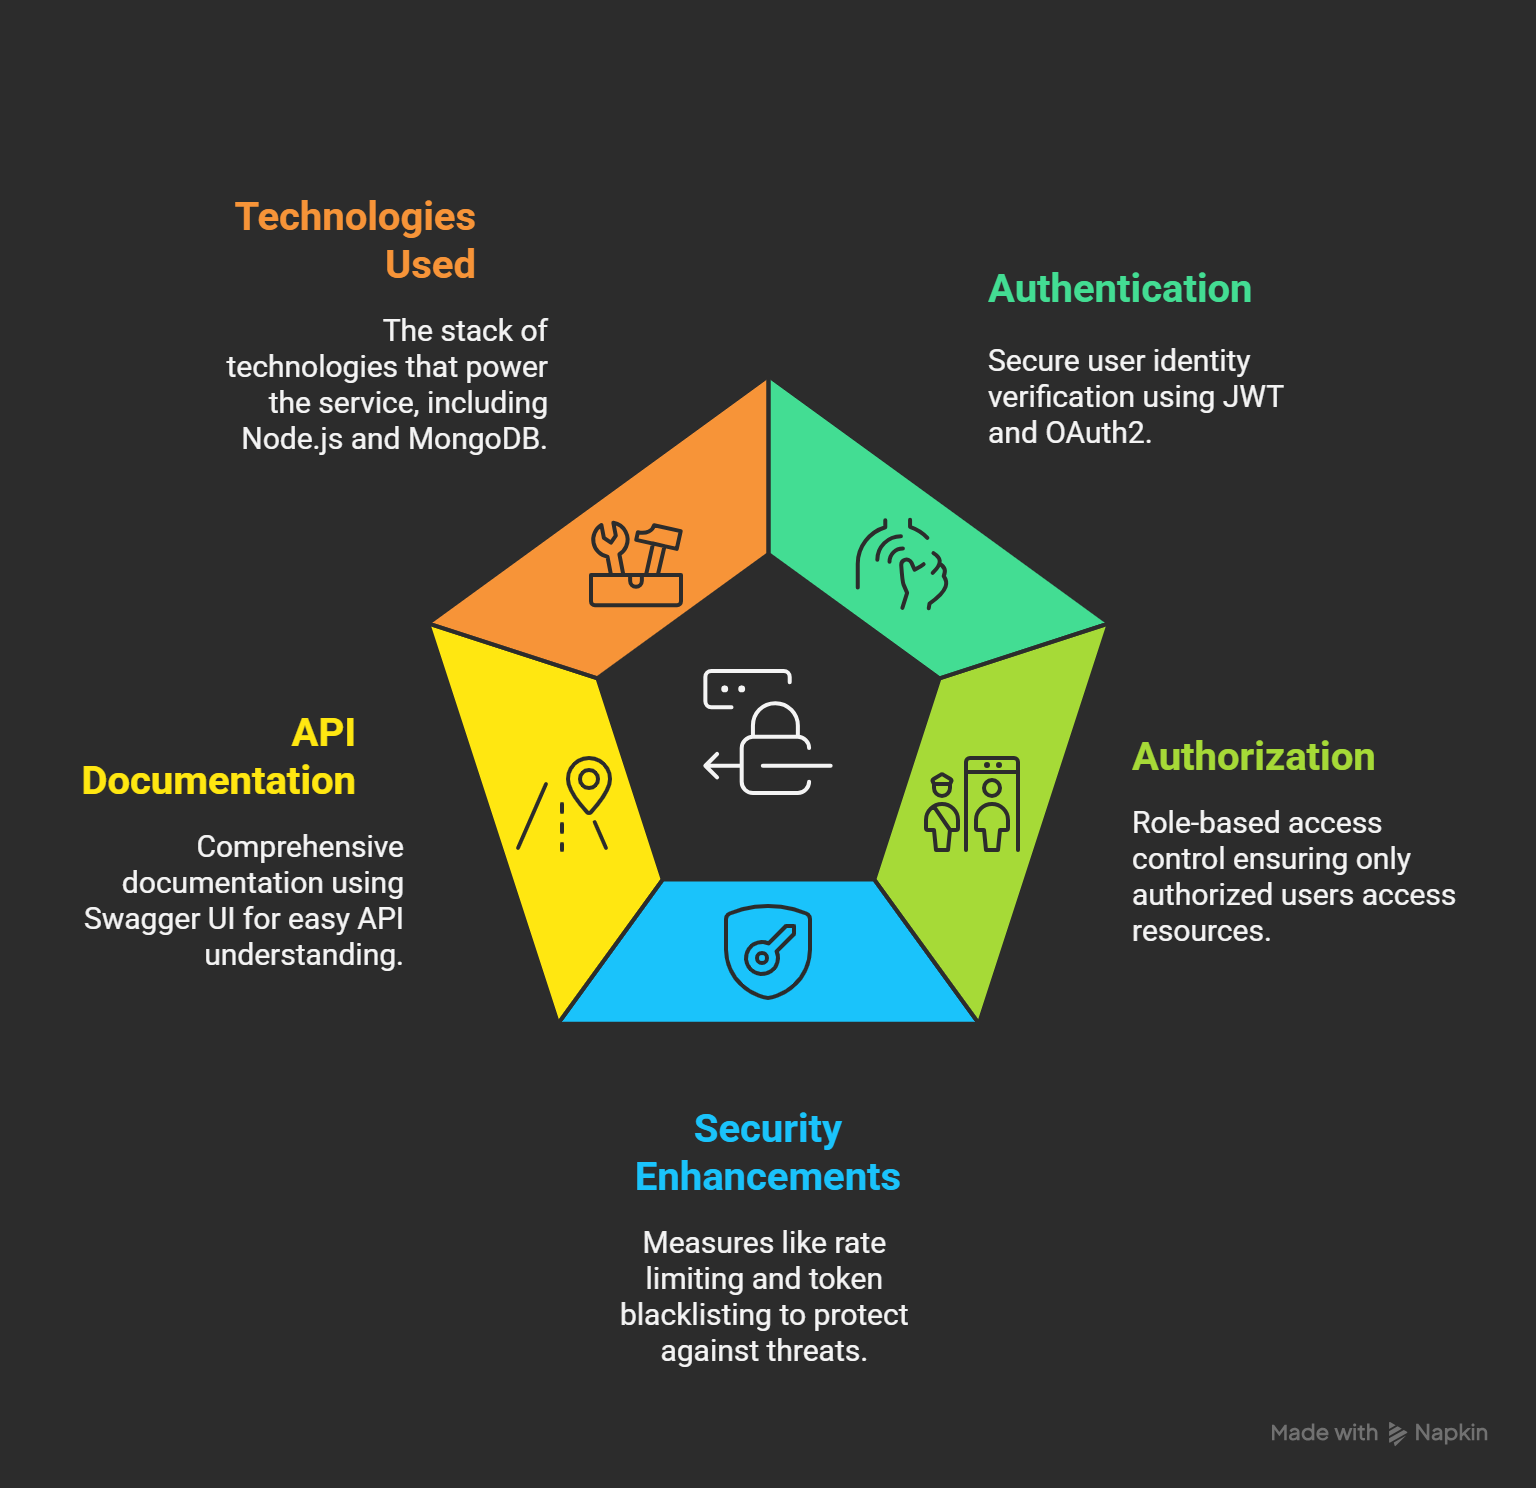 Technologies
Used
The stack of
technologies that power
the service, including
Node.js and MongoDB.
Authentication
Secure user identity
verification using JWT
and OAuth2.
API
Documentation
Comprehensive
documentation using
Swagger UI for easy API
understanding.
Authorization
Role-based access
control ensuring only
authorized users access
resources.
Security
Enhancements
Measures like rate
limiting and token
blacklisting to protect
against threats.
Made with Napkin